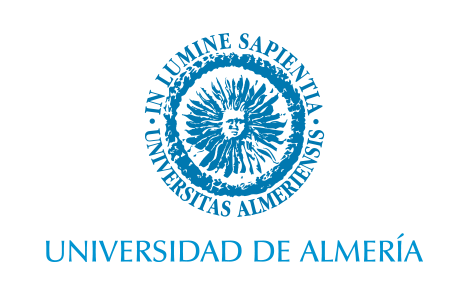 · IN LUMINE SAPIENTIA ·
UNIVERSITAS ALMERIENSIS
UNIVERSIDAD DE ALMERÍA